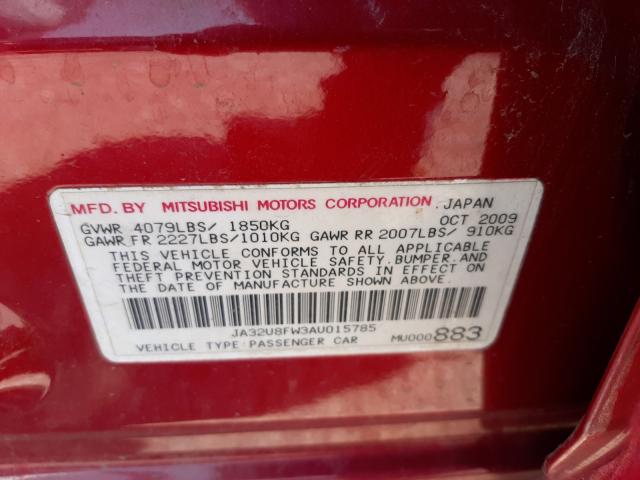 MFD. BY MITSUBISHI MOTORS CORPORATION, JAPAN
GVWR 4079LBS/ 1850KG OCT 2009
GAWR FR 2227LBS/1010KG GAWR RR 2007LBS/ 910KG
THIS VEHICLE CONFORMS TO ALL APPLICABLE
FEDERAL MOTOR VEHICLE SAFETY, BUMPER, AND
THEFT PREVENTION STANDARDS IN EFFECT ON
THE DATE OF MANUFACTURE SHOWN ABOVE.
JA32U8FW3AU015785
VEHICLE TYPE:PASSENGER CAR MU000883